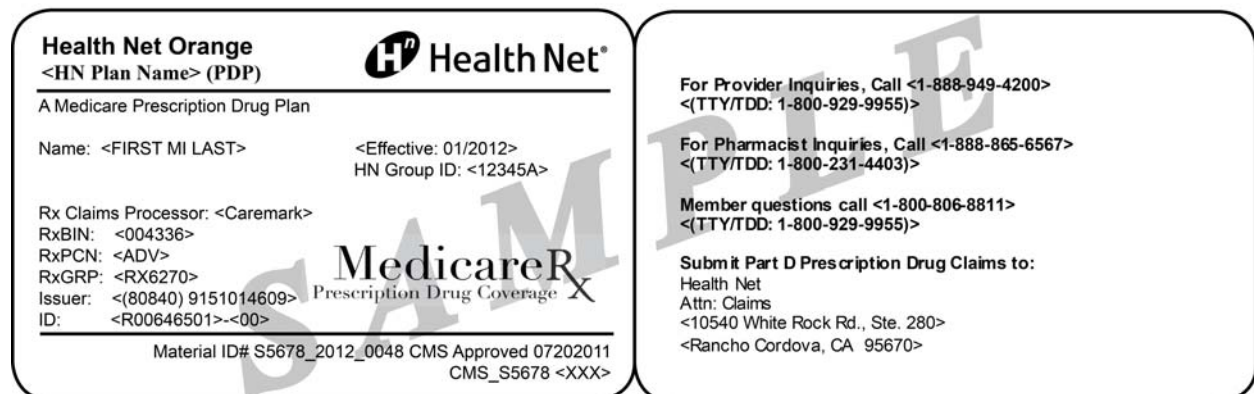 Health Net Orange
<HN Plan Name> (PDP)
Hn Health Net®
A Medicare Prescription Drug Plan
Name: <FIRST MI LAST>
<Effective: 01/2012>
HN Group ID: <12345A>
Rx Claims Processor: <Caremark>
RxBIN: <004336>
RxPCN: <ADV>
RxGRP: <RX6270>
Issuer: <(80840) 9151014609>
ID: <R00646501>-<00>
MedicareRx
Prescription Drug Coverage
Material ID# S5678_2012_0048 CMS Approved 07202011
CMS_S5678 <XXX>
For Provider Inquiries, Call <1-888-949-4200>
<(TTY/TDD: 1-800-929-9955)>
For Pharmacist Inquiries, Call <1-888-865-6567>
<(TTY/TDD: 1-800-231-4403)>
Member questions call <1-800-806-8811>
<(TTY/TDD: 1-800-929-9955)>
Submit Part D Prescription Drug Claims to:
Health Net
Attn: Claims
<10540 White Rock Rd., Ste. 280>
<Rancho Cordova, CA 95670>
SAMPLE